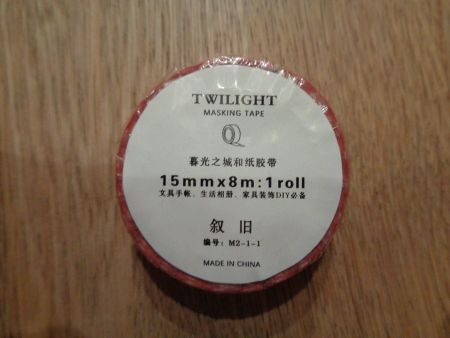 TWILIGHT
MASKING TAPE
暮光之城和纸胶带
15mmx8m:1roll
文具手帐、生活相册、家具装饰DIY必备
叙旧
编号: M2-1-1
MADE IN CHINA